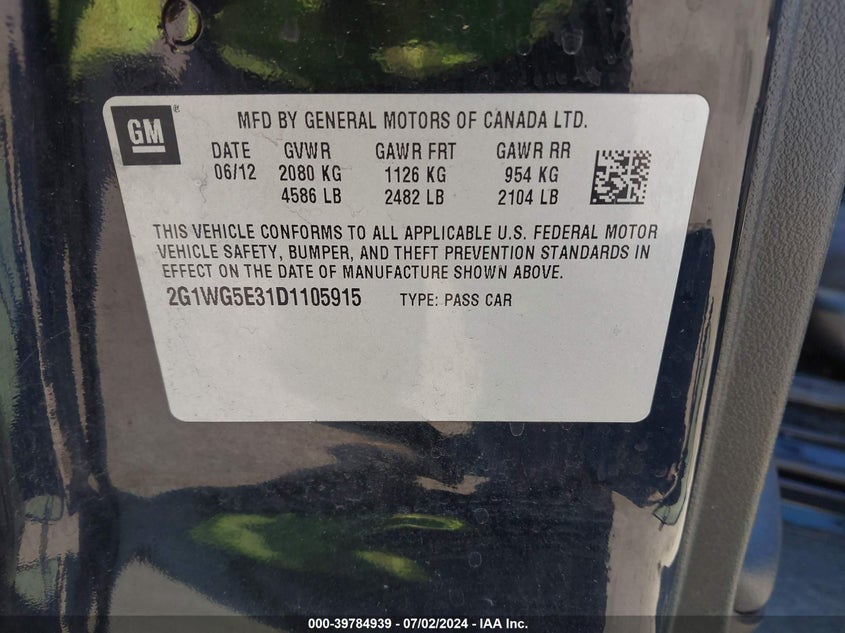 GM ®
MFD BY GENERAL MOTORS OF CANADA LTD.
DATE GVWR GAWR FRT GAWR RR
06/12 2080 KG 1126 KG 954 KG
4586 LB 2482 LB 2104 LB
THIS VEHICLE CONFORMS TO ALL APPLICABLE U.S. FEDERAL MOTOR
VEHICLE SAFETY, BUMPER, AND THEFT PREVENTION STANDARDS IN
EFFECT ON THE DATE OF MANUFACTURE SHOWN ABOVE.
2G1WG5E31D1105915 TYPE: PASS CAR
000-39784939 - 07/02/2024 - IAA Inc.